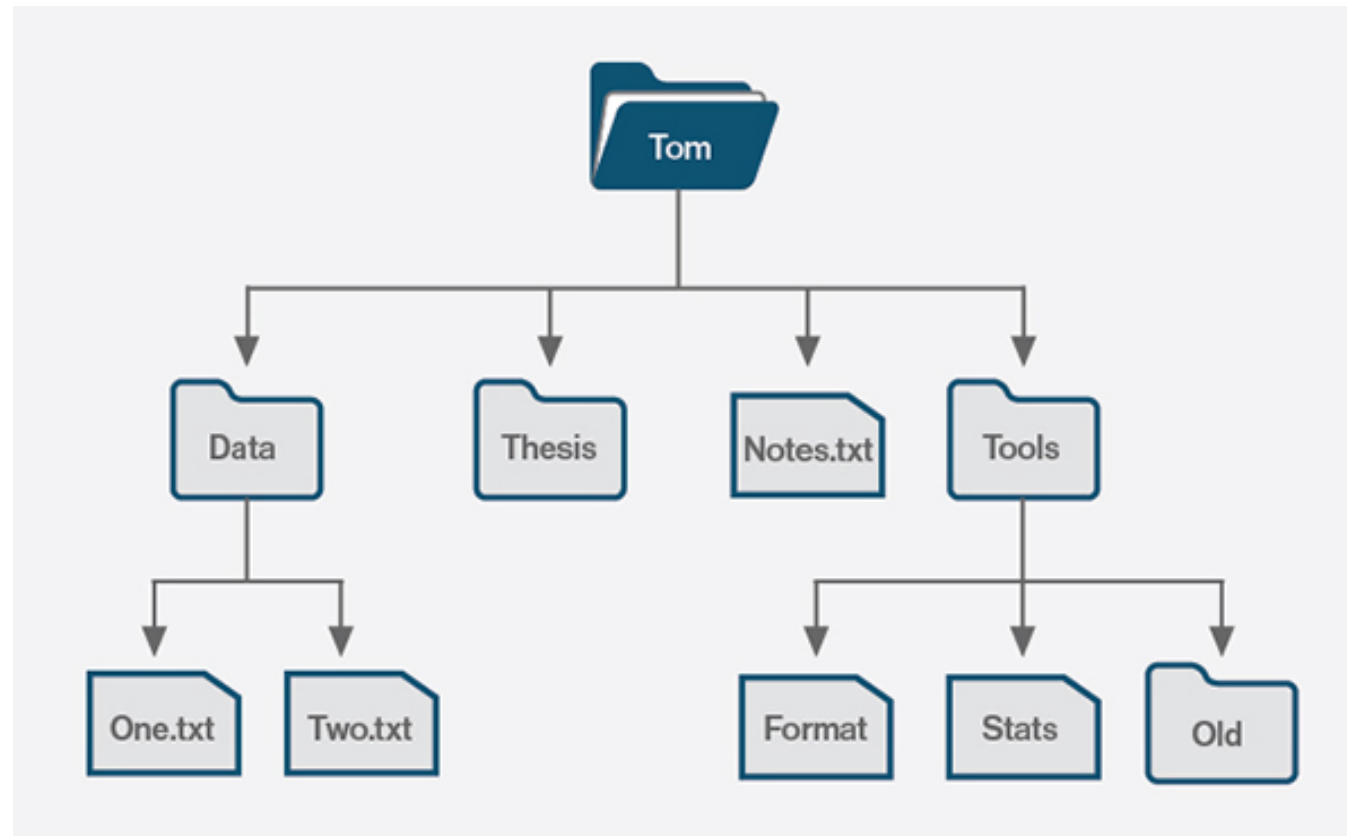 Tom
Data
Thesis
Notes.txt
Tools
One.txt
Two.txt
Format
Stats
Old